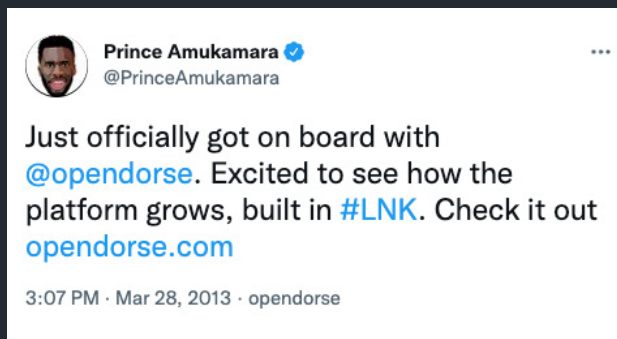 Prince Amukamara
@PrinceAmukamara
Just officially got on board with
@opendorse. Excited to see how the
platform grows, built in #LNK. Check it out
opendorse.com
3:07 PM · Mar 28, 2013 · opendorse